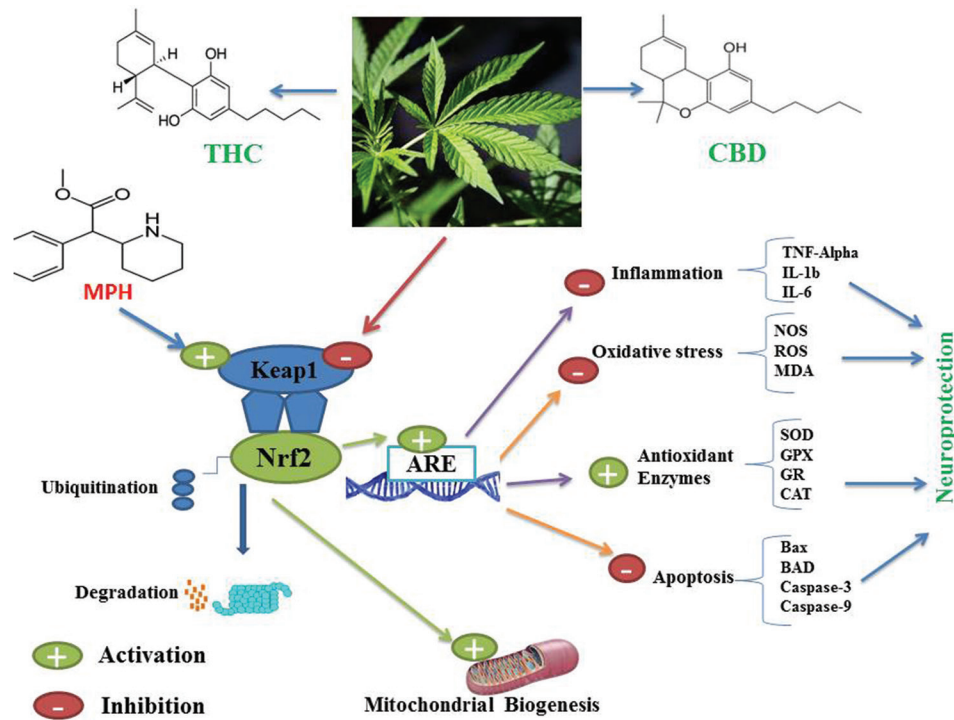 H
H
OH
HO
THC
OH
O
CBD
O
O
H
N
MPH
Keap1
Nrf2
ARE
Ubiquitination
Degradation
Mitochondrial Biogenesis
Inflammation
TNF-Alpha
IL-1b
IL-6
Oxidative stress
NOS
ROS
MDA
Antioxidant
Enzymes
SOD
GPX
GR
CAT
Apoptosis
Bax
BAD
Caspase-3
Caspase-9
Neuroprotection
+ Activation
- Inhibition